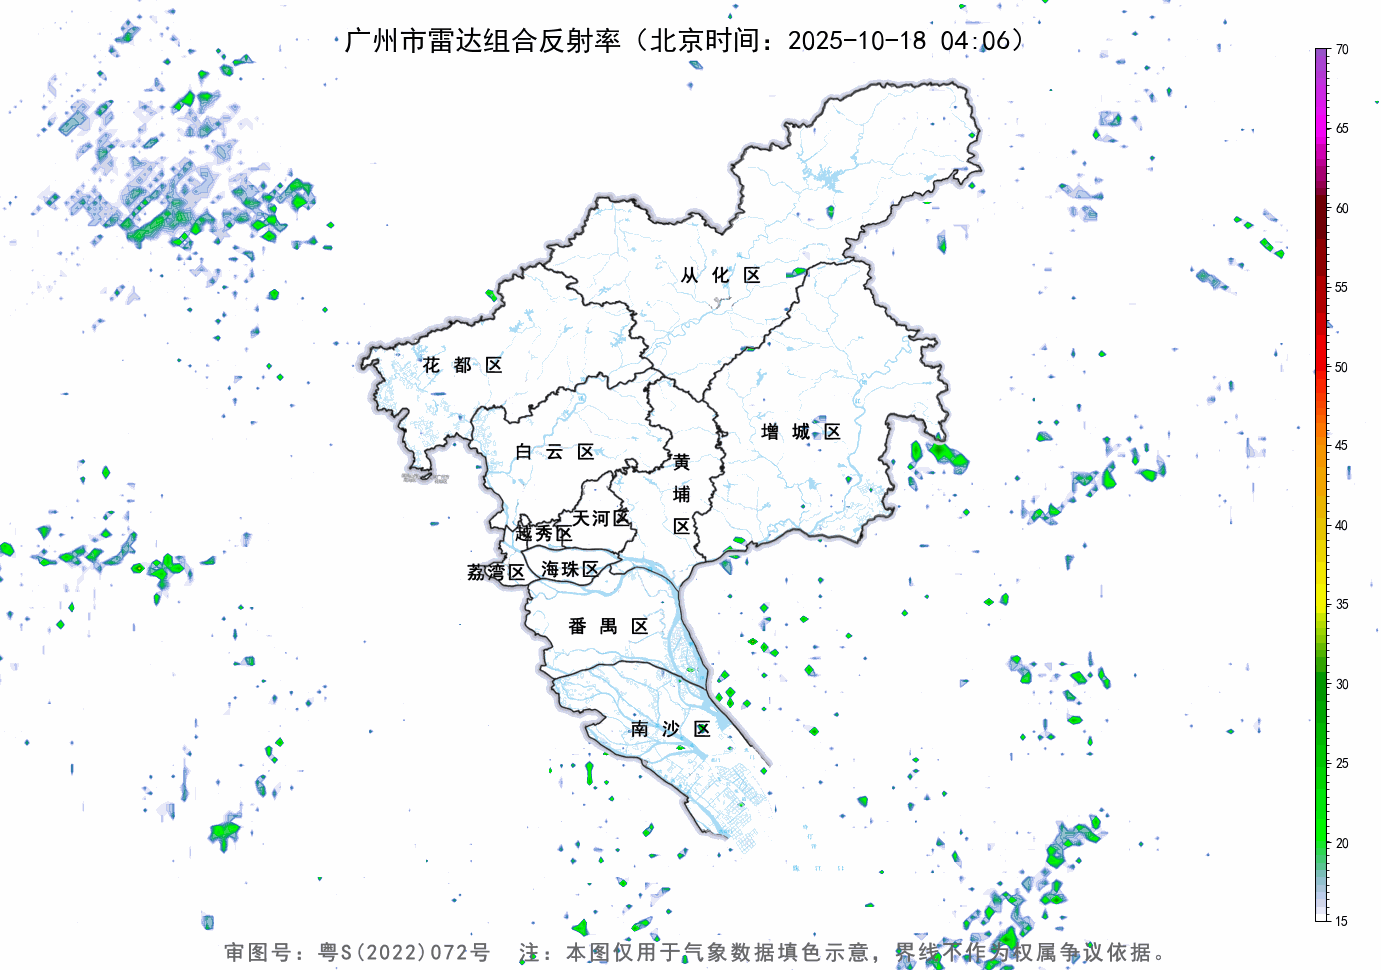 广州市雷达组合反射率（北京时间：2025-10-18 04:06）
70
65
60
55
50
45
40
35
30
25
20
15
从化区
花都区
增城区
白云区
黄埔区
天河区
越秀区
荔湾区
海珠区
番禺区
南沙区
审图号：粤S(2022)072号 注：本图仅用于气象数据填色示意，界线不作为权属争议依据。